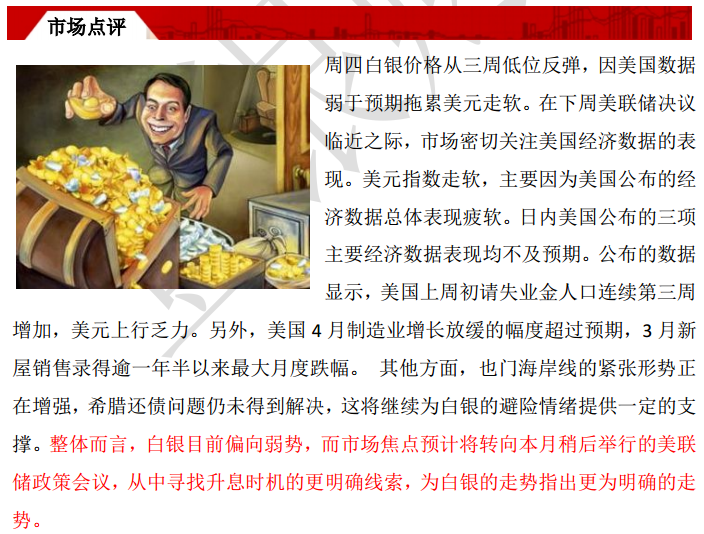 市场点评
周四白银价格从三周低位反弹，因美国数据
弱于预期拖累美元走软。在下周美联储决议
临近之际，市场密切关注美国经济数据的表
现。美元指数走软，主要因为美国公布的经
济数据总体表现疲软。日内美国公布的三项
主要经济数据表现均不及预期。公布的数据
显示，美国上周初请失业金人口连续第三周
增加，美元上行乏力。另外，美国 4 月制造业增长放缓的幅度超过预期，3 月新
屋销售录得逾一年半以来最大月度跌幅。 其他方面，也门海岸线的紧张形势正
在增强，希腊还债问题仍未得到解决，这将继续为白银的避险情绪提供一定的支
撑。整体而言，白银目前偏向弱势，而市场焦点预计将转向本月稍后举行的美联
储政策会议，从中寻找升息时机的更明确线索，为白银的走势指出更为明确的走
势。